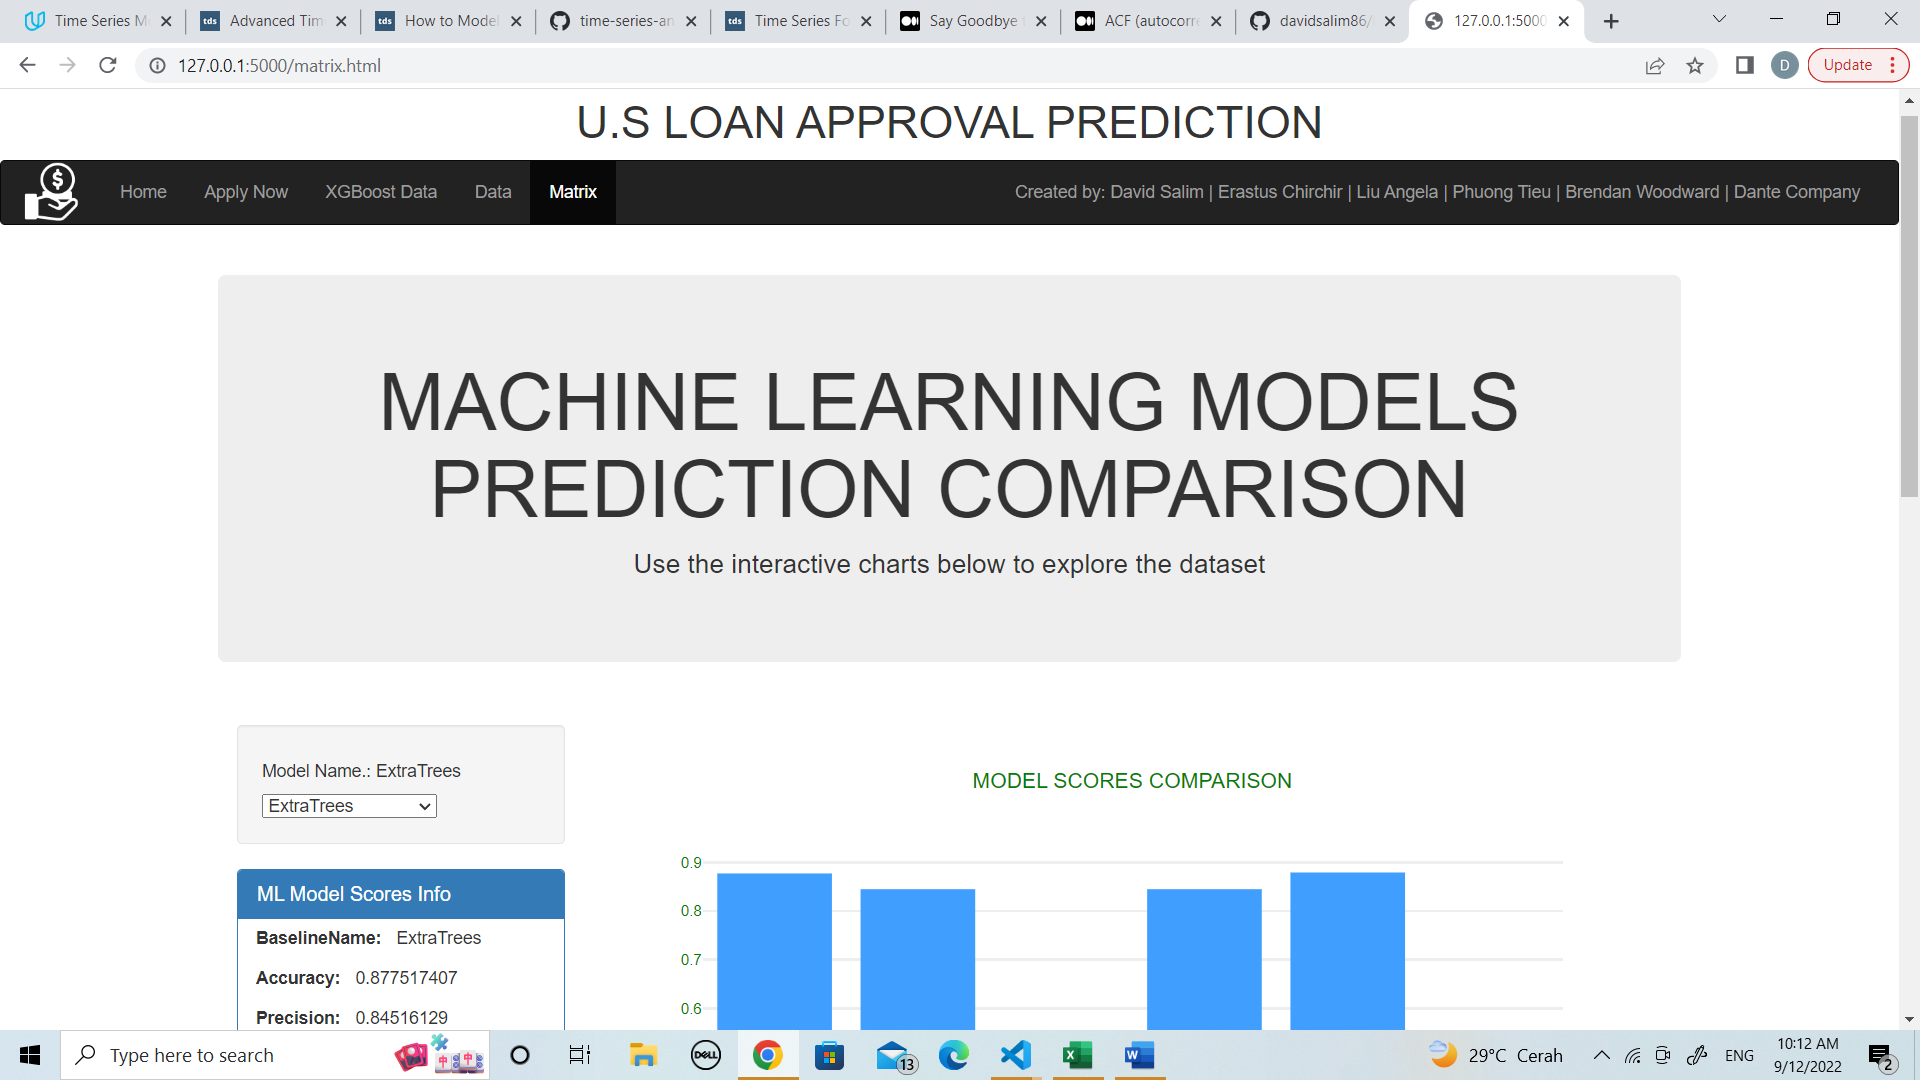 Time Series M
Advanced Tim
How to Model
time-series-an
Time Series Fo
Say Goodbye
ACF (autocorre
davidsalim86/
127.0.0.1:5000
127.0.0.1:5000/matrix.html
D
Update
U.S LOAN APPROVAL PREDICTION
Home
Apply Now
XGBoost Data
Data
Matrix
Created by: David Salim | Erastus Chirchir | Liu Angela | Phuong Tieu | Brendan Woodward | Dante Company
MACHINE LEARNING MODELS
PREDICTION COMPARISON
Use the interactive charts below to explore the dataset
Model Name.: ExtraTrees
ExtraTrees
ML Model Scores Info
BaselineName: ExtraTrees
Accuracy: 0.877517407
Precision: 0.84516129
MODEL SCORES COMPARISON
0.9
0.8
0.7
0.6
Type here to search
DELL
13
29°C Cerah
ENG
10:12 AM
9/12/2022
2